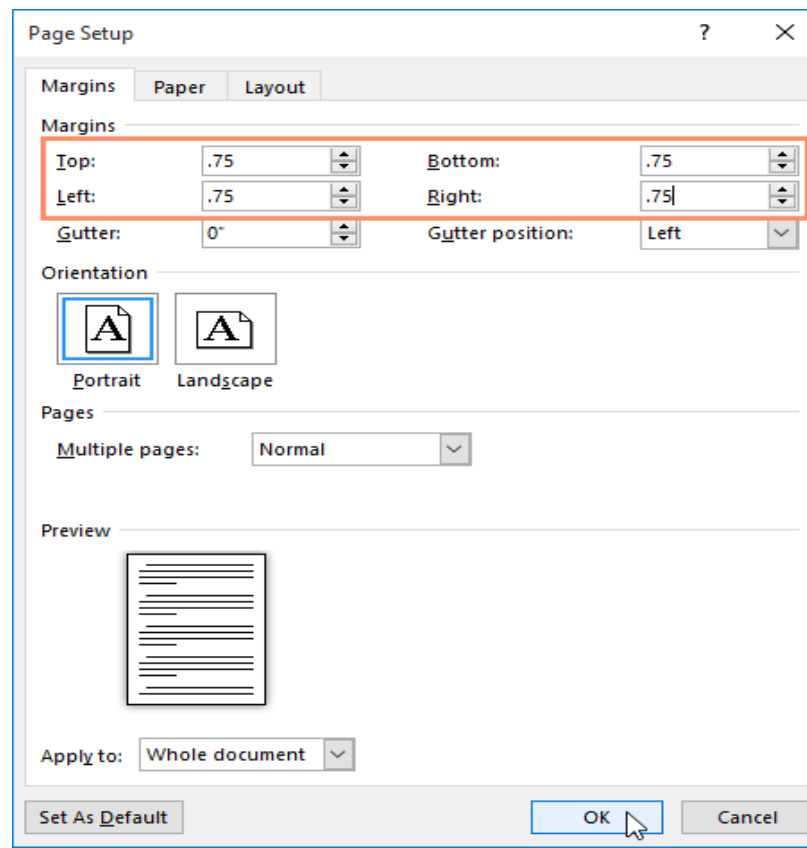 Page Setup ?
Margins Paper Layout
Margins
Top: .75 Bottom: .75
Left: .75 Right: .75
Gutter: 0" Gutter position: Left
Orientation
A A
Portrait Landscape
Pages
Multiple pages: Normal
Preview
Apply to: Whole document
Set As Default OK Cancel